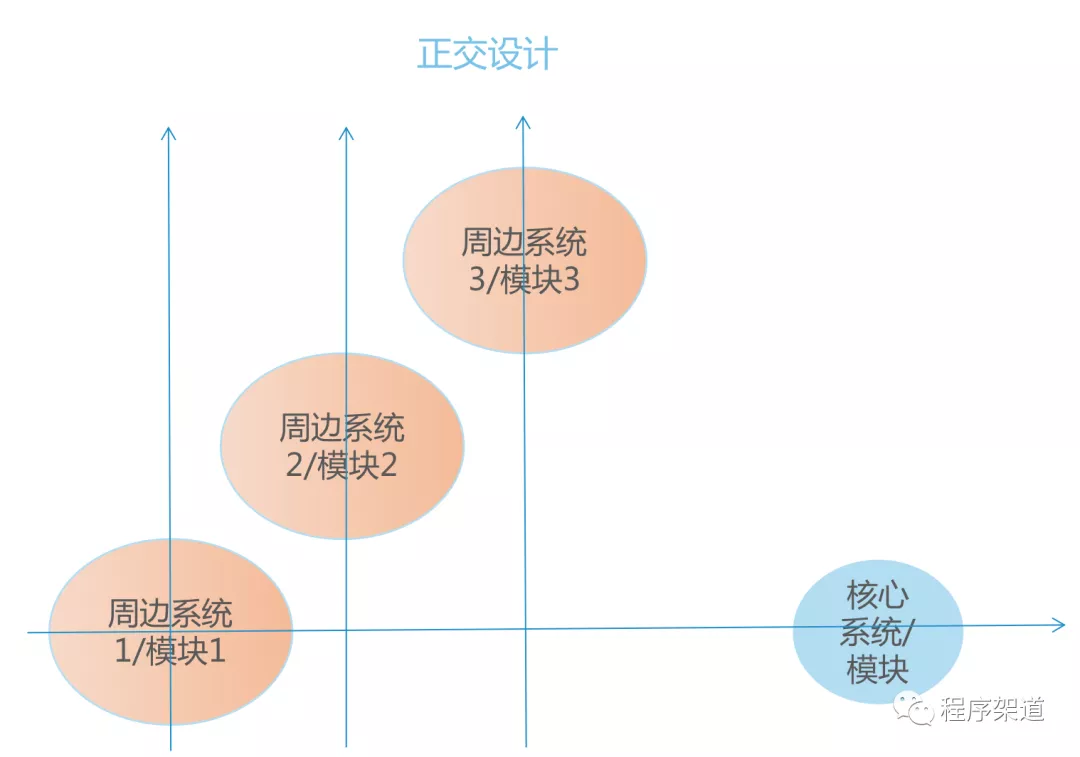 正交设计
周边系统
3/模块3
周边系统
2/模块2
周边系统
1/模块1
核心
系统/
模块
程序架道